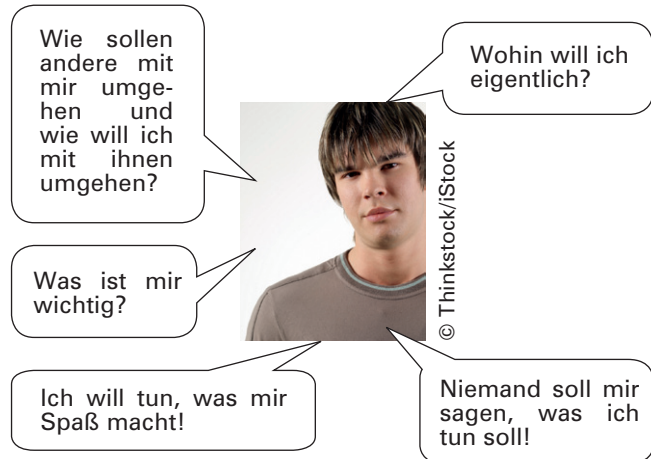 Wie sollen
andere mit
mir umge-
hen und
wie will ich
mit ihnen
umgehen?
Wohin will ich
eigentlich?
© Thinkstock/iStock
Was ist mir
wichtig?
Ich will tun, was mir
Spaß macht!
Niemand soll mir
sagen, was ich
tun soll!